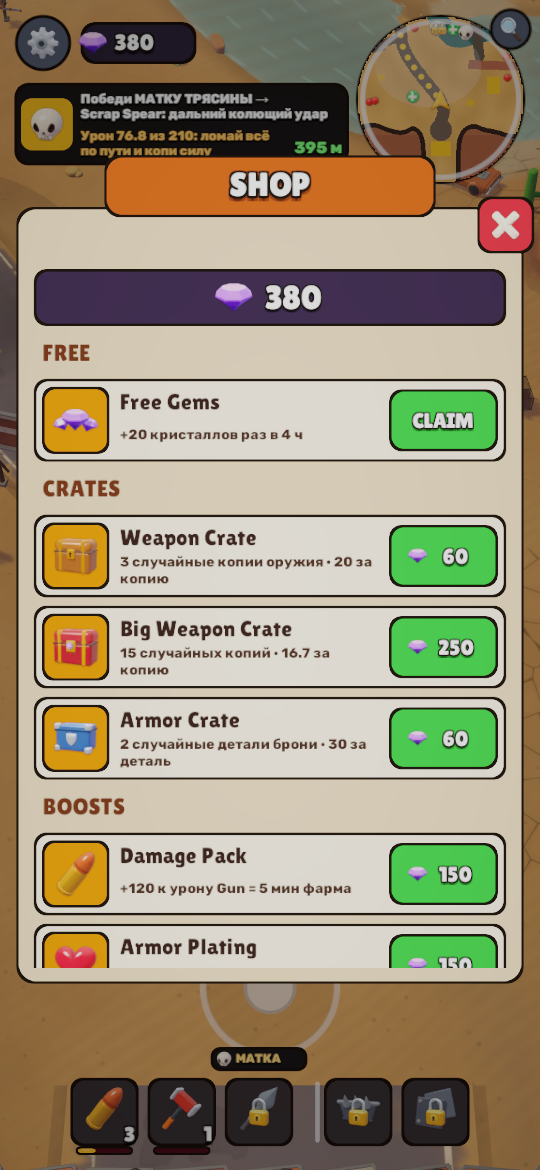 380
Победи МАТКУ ТРЯСИНЫ →
Scrap Spear: дальний колющий удар
Урон 76.8 из 210: ломай всё
по пути и копи силу
395 м
SHOP
380
FREE
Free Gems
+20 кристаллов раз в 4 ч
CLAIM
CRATES
Weapon Crate
3 случайные копии оружия • 20 за
копию
60
Big Weapon Crate
15 случайных копий • 16.7 за
копию
250
Armor Crate
2 случайные детали брони • 30 за
деталь
60
BOOSTS
Damage Pack
+120 к урону Gun = 5 мин фарма
150
Armor Plating
150
МАТКА
3
1